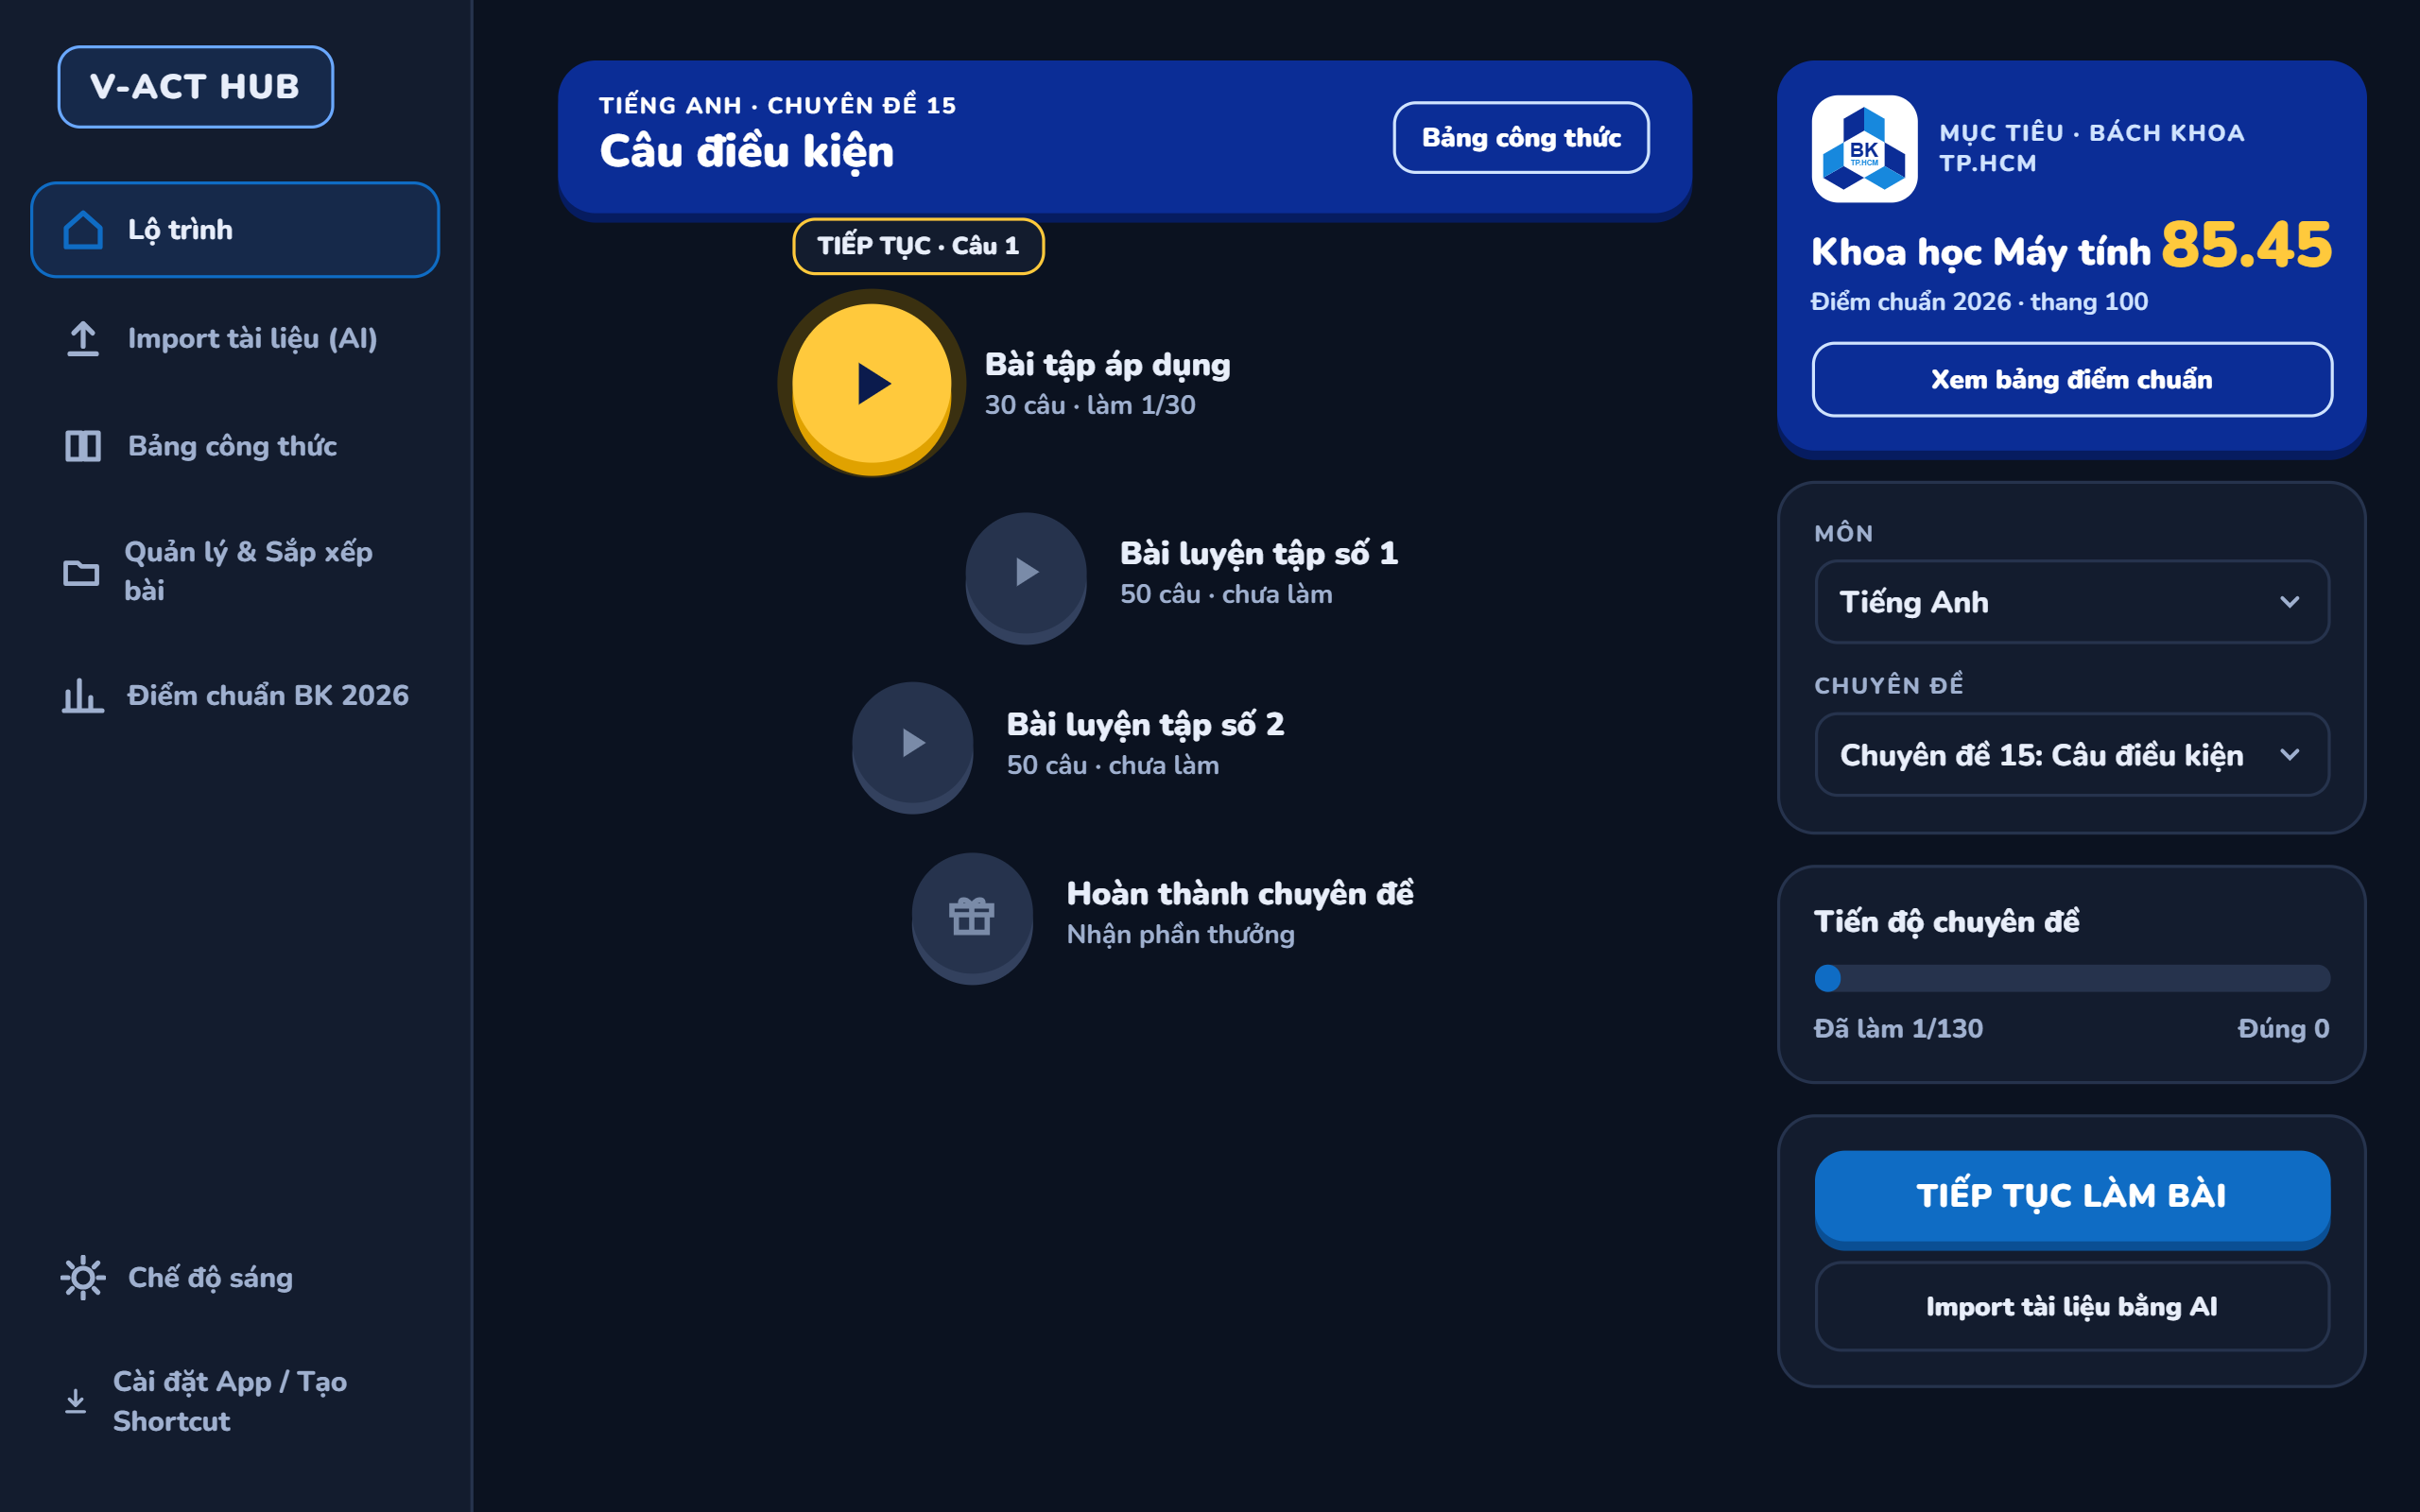 V-ACT HUB
Lộ trình
Import tài liệu (AI)
Bảng công thức
Quản lý & Sắp xếp
bài
Điểm chuẩn BK 2026
Chế độ sáng
Cài đặt App / Tạo
Shortcut
TIẾNG ANH · CHUYÊN ĐỀ 15
Câu điều kiện
Bảng công thức
TIẾP TỤC · Câu 1
Bài tập áp dụng
30 câu · làm 1/30
Bài luyện tập số 1
50 câu · chưa làm
Bài luyện tập số 2
50 câu · chưa làm
Hoàn thành chuyên đề
Nhận phần thưởng
BK
TP.HCM
MỤC TIÊU · BÁCH KHOA
TP.HCM
Khoa học Máy tính 85.45
Điểm chuẩn 2026 · thang 100
Xem bảng điểm chuẩn
MÔN
Tiếng Anh
CHUYÊN ĐỀ
Chuyên đề 15: Câu điều kiện
Tiến độ chuyên đề
Đã làm 1/130 Đúng 0
TIẾP TỤC LÀM BÀI
Import tài liệu bằng AI